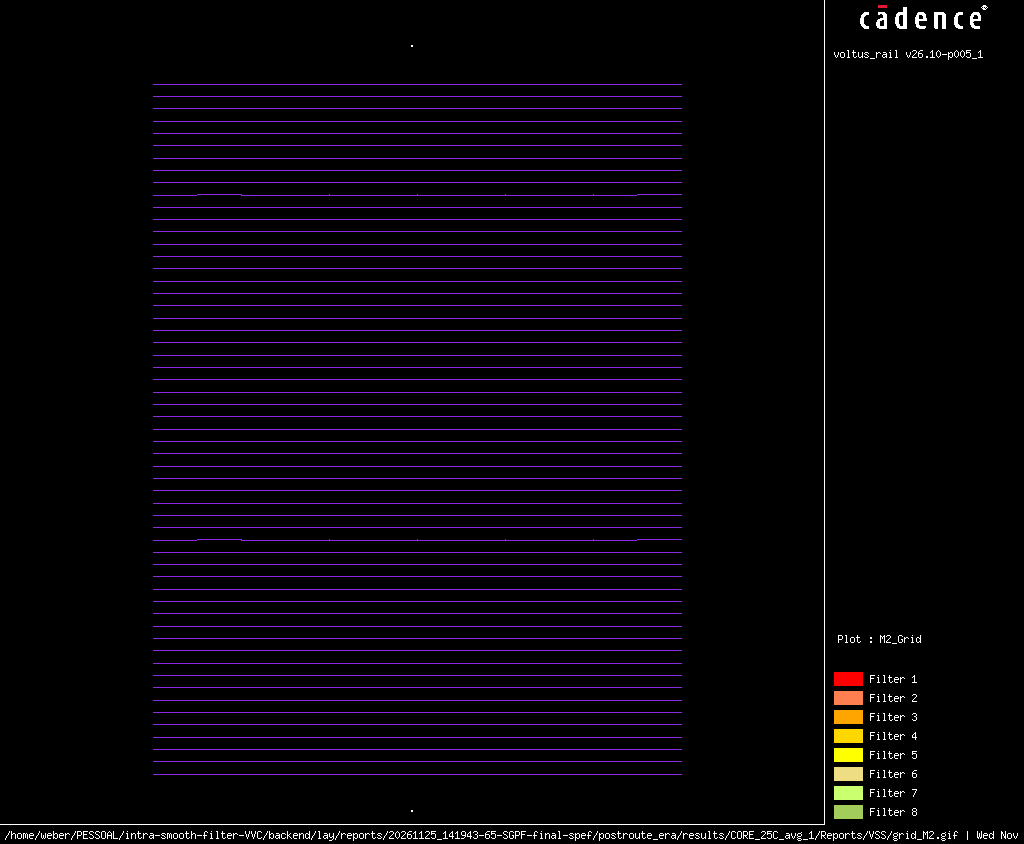 cādence®
voltus_rail v26.10-p005_1
Plot : M2_Grid
Filter 1
Filter 2
Filter 3
Filter 4
Filter 5
Filter 6
Filter 7
Filter 8
/home/weber/PESSOAL/intra-smooth-filter-VVC/backend/lay/reports/20261125_141943-65-SGPF-final-spef/postroute_era/results/CORE_25C_avg_1/Reports/VSS/grid_M2.gif | Wed Nov